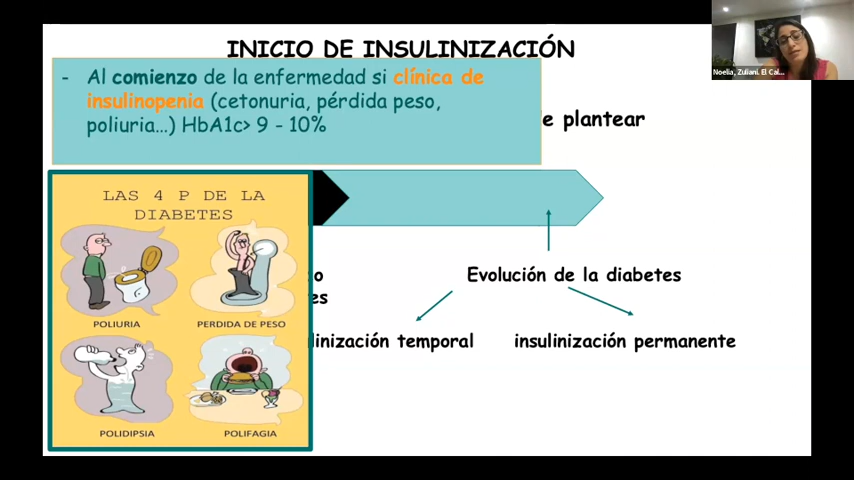 INICIO DE INSULINIZACIÓN
- Al comienzo de la enfermedad si clínica de
insulinopenia (cetonuria, pérdida peso,
poliuria...) HbA1c> 9 - 10%
plantear
LAS 4 P DE LA
DIABETES
POLIURIA
PERDIDA DE PESO
POLIDIPSIA
POLIFAGIA
Evolución de la diabetes
temporal
insulinización permanente
Noelia, Zuliani. El Cal...